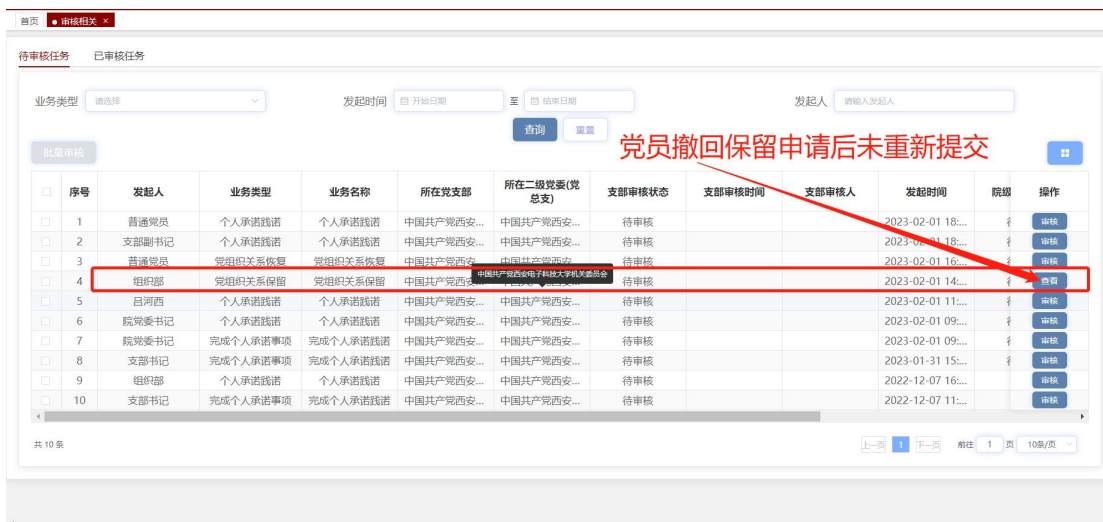 首页 ● 审核相关 ×
待审核任务 已审核任务
业务类型 请选择 发起时间 开始日期 至 结束日期 发起人 请输入发起人
查询 重置
批量审核
党员撤回保留申请后未重新提交
序号 发起人 业务类型 业务名称 所在党支部 所在二级党委(党总支) 支部审核状态 支部审核时间 支部审核人 发起时间 院级 操作
1 普通党员 个人承诺践诺 个人承诺践诺 中国共产党西安... 中国共产党西安... 待审核 2023-02-01 18:... 审核
2 支部副书记 个人承诺践诺 个人承诺践诺 中国共产党西安... 中国共产党西安... 待审核 2023-02-01 18:... 审核
3 普通党员 党组织关系恢复 党组织关系恢复 中国共产党西安... 中国共产党西安 待审核 2023-02-01 16:... 审核
中国共产党西安电子科技大学机关委员会
4 组织部 党组织关系保留 党组织关系保留 中国共产党西安 待审核 2023-02-01 14:... 查看
5 吕河西 个人承诺践诺 个人承诺践诺 中国共产党西安... 中国共产党西安... 待审核 2023-02-01 11:... 审核
6 院党委书记 个人承诺践诺 个人承诺践诺 中国共产党西安... 中国共产党西安... 待审核 2023-02-01 09:... 审核
7 院党委书记 完成个人承诺事项 完成个人承诺践诺 中国共产党西安... 中国共产党西安... 待审核 2023-02-01 09:... 审核
8 支部书记 完成个人承诺事项 完成个人承诺践诺 中国共产党西安... 中国共产党西安... 待审核 2023-01-31 15:... 审核
9 组织部 个人承诺践诺 个人承诺践诺 中国共产党西安... 中国共产党西安... 待审核 2022-12-07 16:... 审核
10 支部书记 完成个人承诺事项 完成个人承诺践诺 中国共产党西安... 中国共产党西安... 待审核 2022-12-07 11:... 审核
共 10 条 上一页 1 下一页 前往 1 页 10条/页